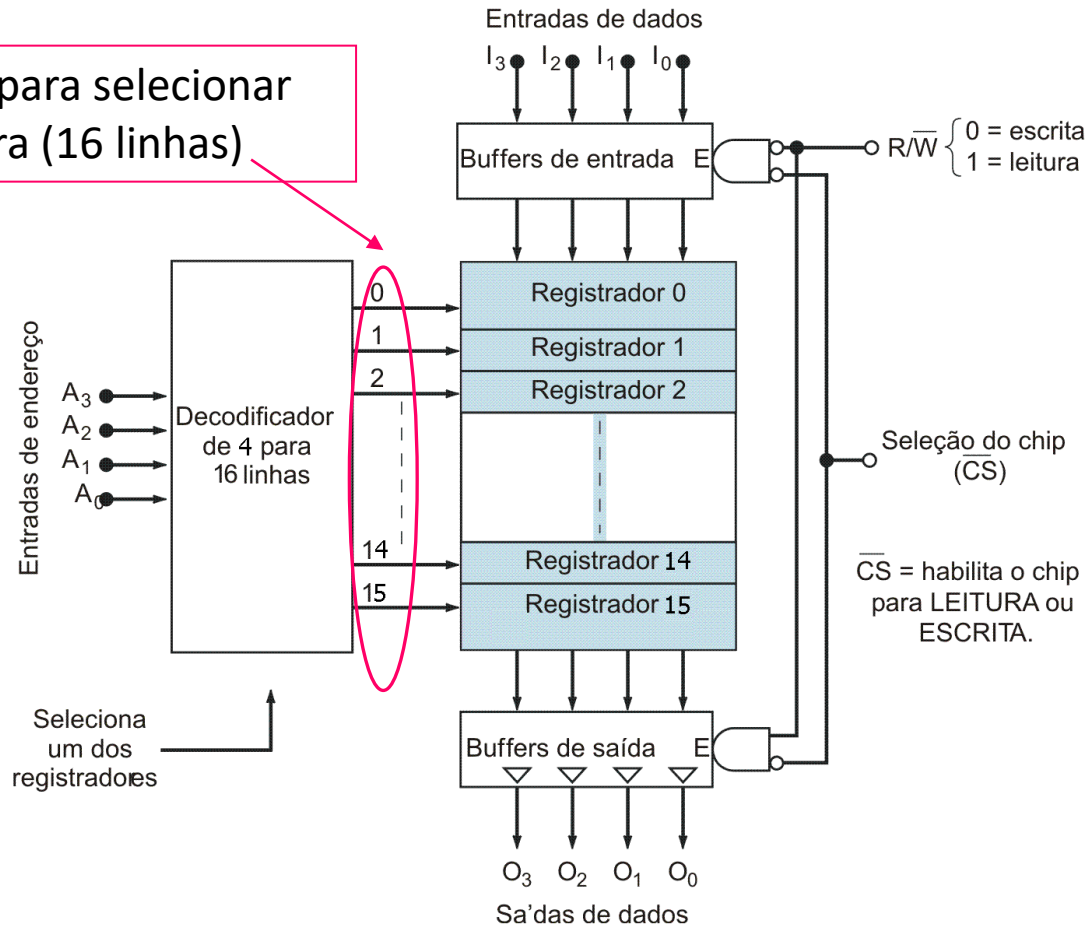 para selecionar
ra (16 linhas)
Entradas de dados
I3 I2 I1 I0
Buffers de entrada E
R/W̅ { 0 = escrita
1 = leitura
Entradas de endereço
A3
A2
A1
A0
Decodificador
de 4 para
16 linhas
0
1
2
14
15
Registrador 0
Registrador 1
Registrador 2
Registrador 14
Registrador 15
Seleção do chip
(C̅S̅)
C̅S̅ = habilita o chip
para LEITURA ou
ESCRITA.
Seleciona
um dos
registradores
Buffers de saída E
O3 O2 O1 O0
Sa'das de dados